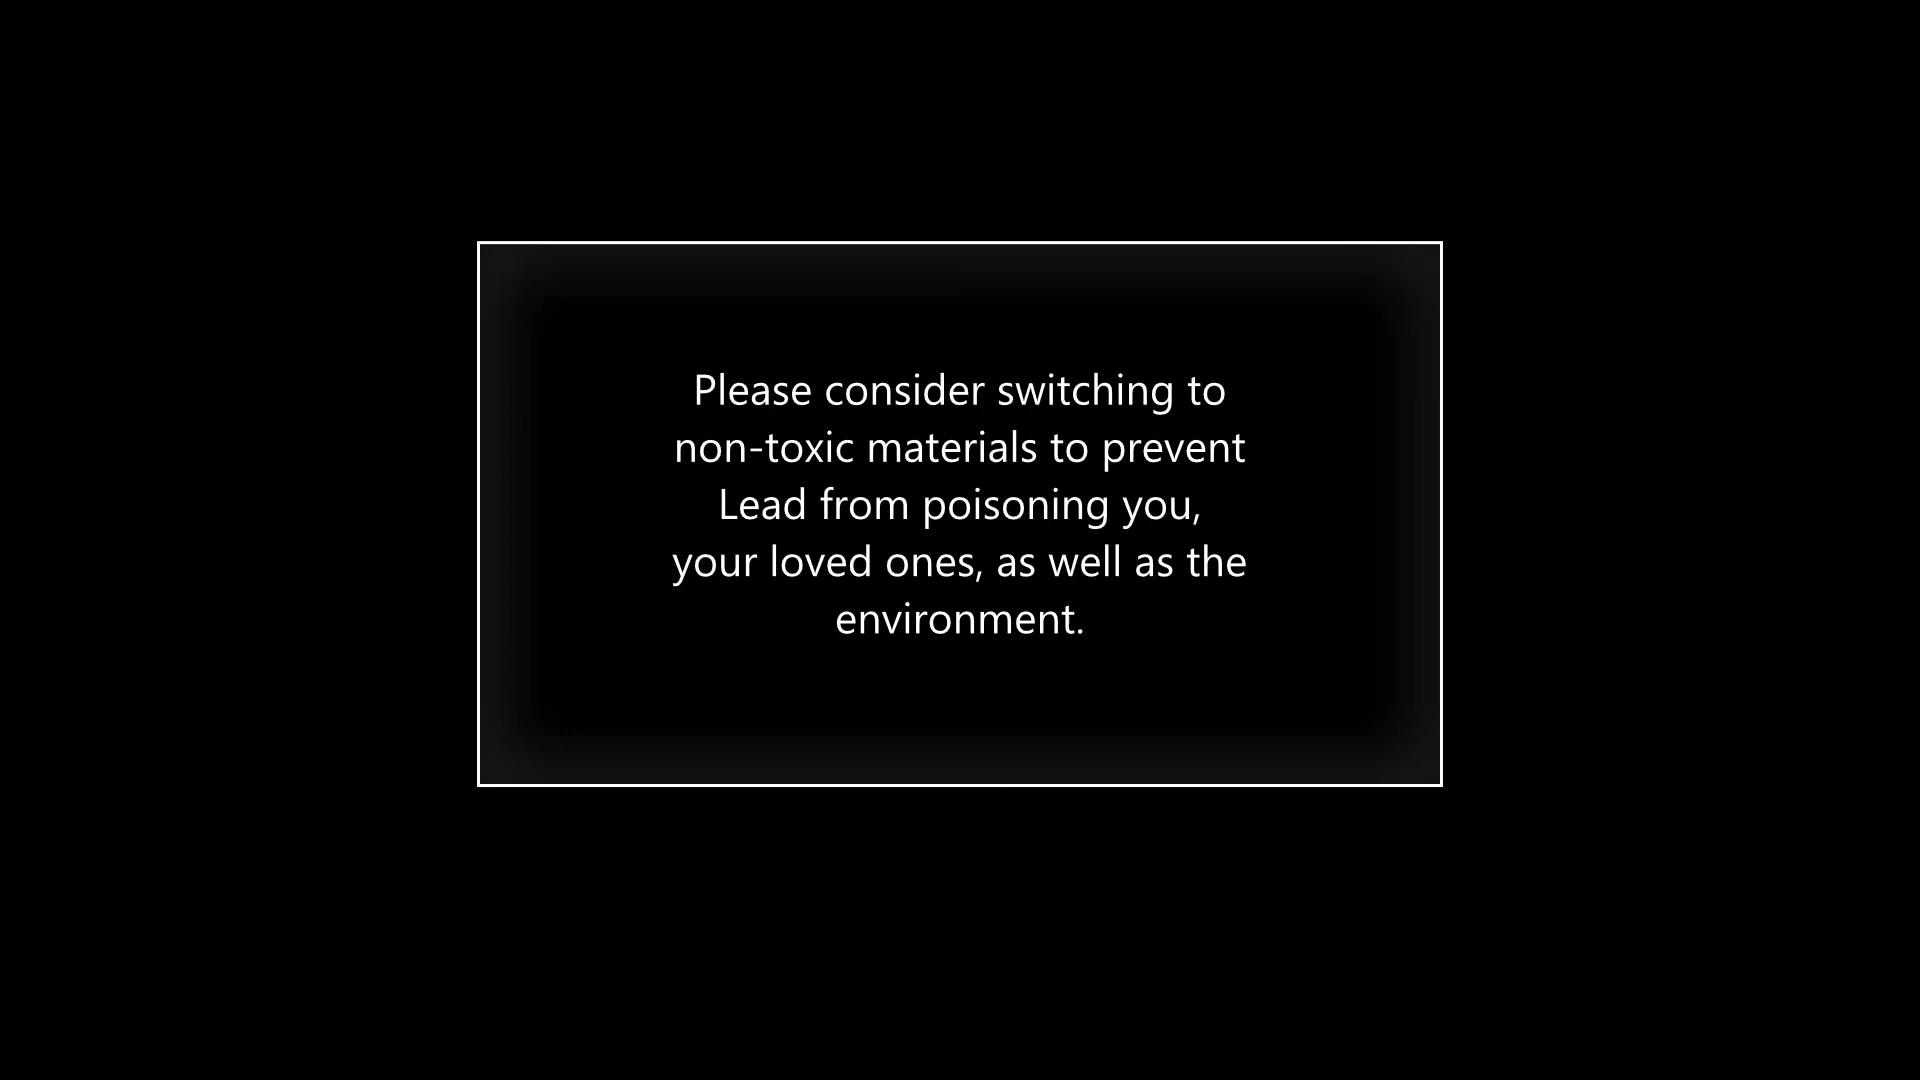 Please consider switching to
non-toxic materials to prevent
Lead from poisoning you,
your loved ones, as well as the
environment.